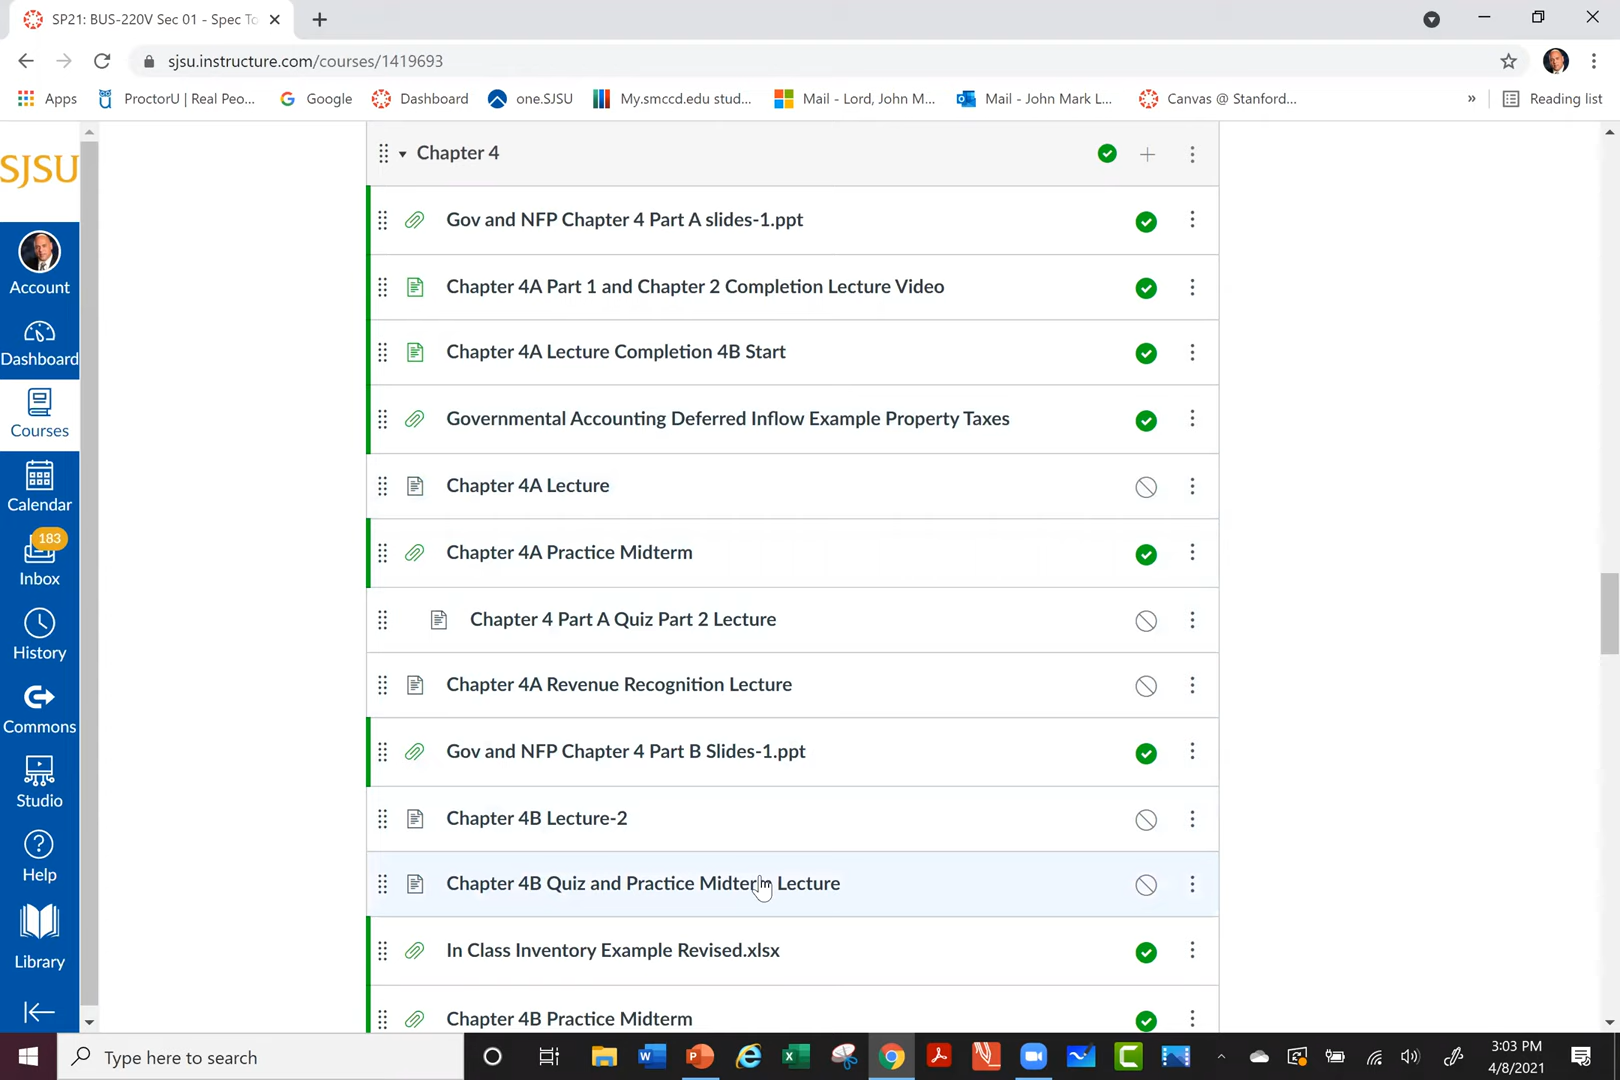 SP21: BUS-220V Sec 01 - Spec To
sjsu.instructure.com/courses/1419693
Apps
ProctorU | Real Peo...
Google
Dashboard
one.SJSU
My.smccd.edu stud...
Mail - Lord, John M...
Mail - John Mark L...
Canvas @ Stanford...
»
Reading list
SJSU
Account
Dashboard
Courses
Calendar
183
Inbox
History
Commons
Studio
Help
Library
Chapter 4
Gov and NFP Chapter 4 Part A slides-1.ppt
Chapter 4A Part 1 and Chapter 2 Completion Lecture Video
Chapter 4A Lecture Completion 4B Start
Governmental Accounting Deferred Inflow Example Property Taxes
Chapter 4A Lecture
Chapter 4A Practice Midterm
Chapter 4 Part A Quiz Part 2 Lecture
Chapter 4A Revenue Recognition Lecture
Gov and NFP Chapter 4 Part B Slides-1.ppt
Chapter 4B Lecture-2
Chapter 4B Quiz and Practice Midterm Lecture
In Class Inventory Example Revised.xlsx
Chapter 4B Practice Midterm
Type here to search
3:03 PM
4/8/2021